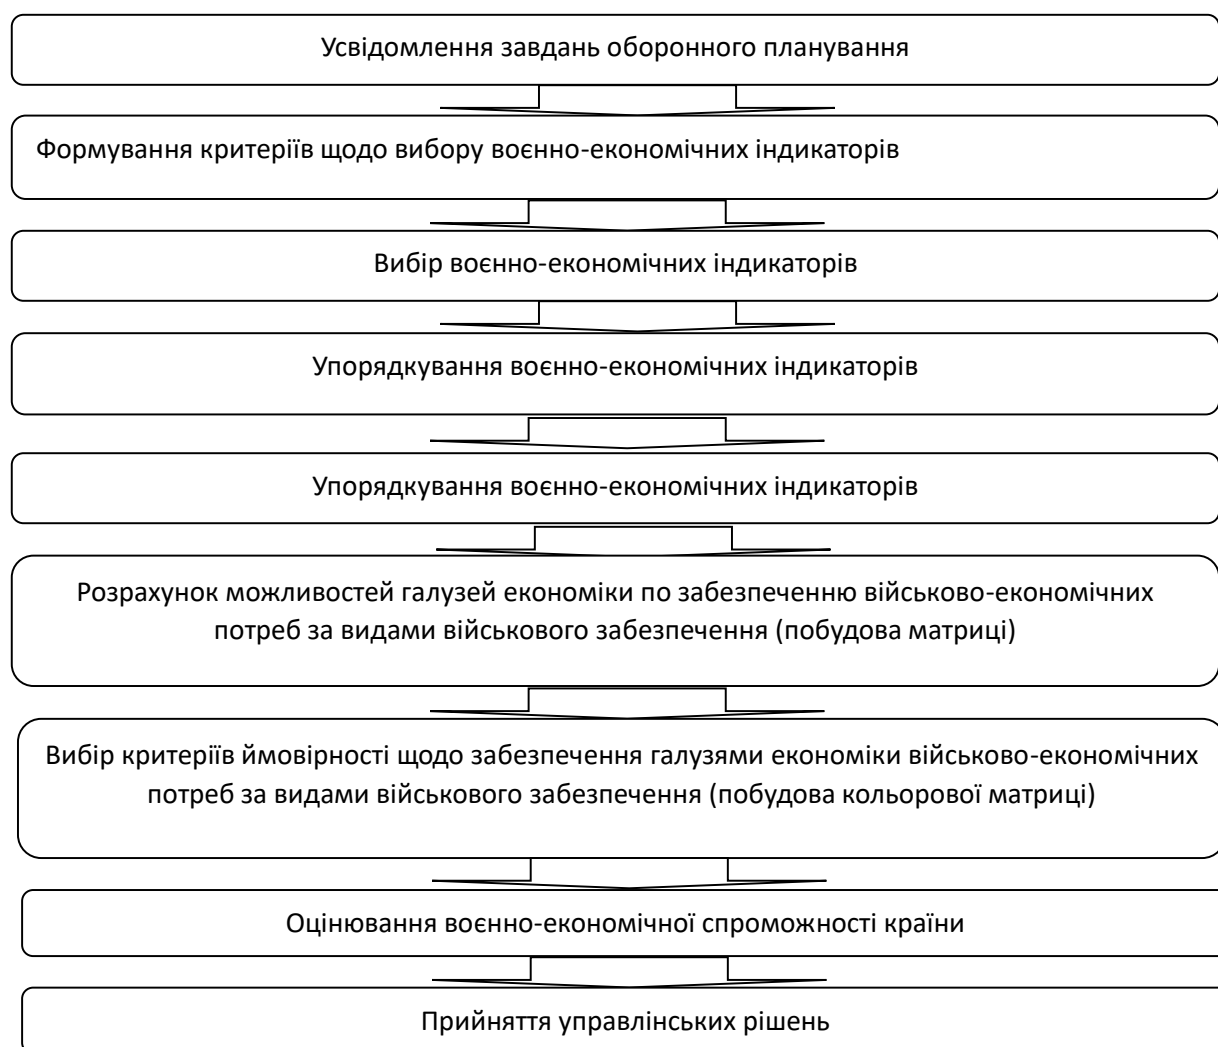 Усвідомлення завдань оборонного планування
Формування критеріїв щодо вибору воєнно-економічних індикаторів
Вибір воєнно-економічних індикаторів
Упорядкування воєнно-економічних індикаторів
Упорядкування воєнно-економічних індикаторів
Розрахунок можливостей галузей економіки по забезпеченню військово-економічних
потреб за видами військового забезпечення (побудова матриці)
Вибір критеріїв ймовірності щодо забезпечення галузями економіки військово-економічних
потреб за видами військового забезпечення (побудова кольорової матриці)
Оцінювання воєнно-економічної спроможності країни
Прийняття управлінських рішень